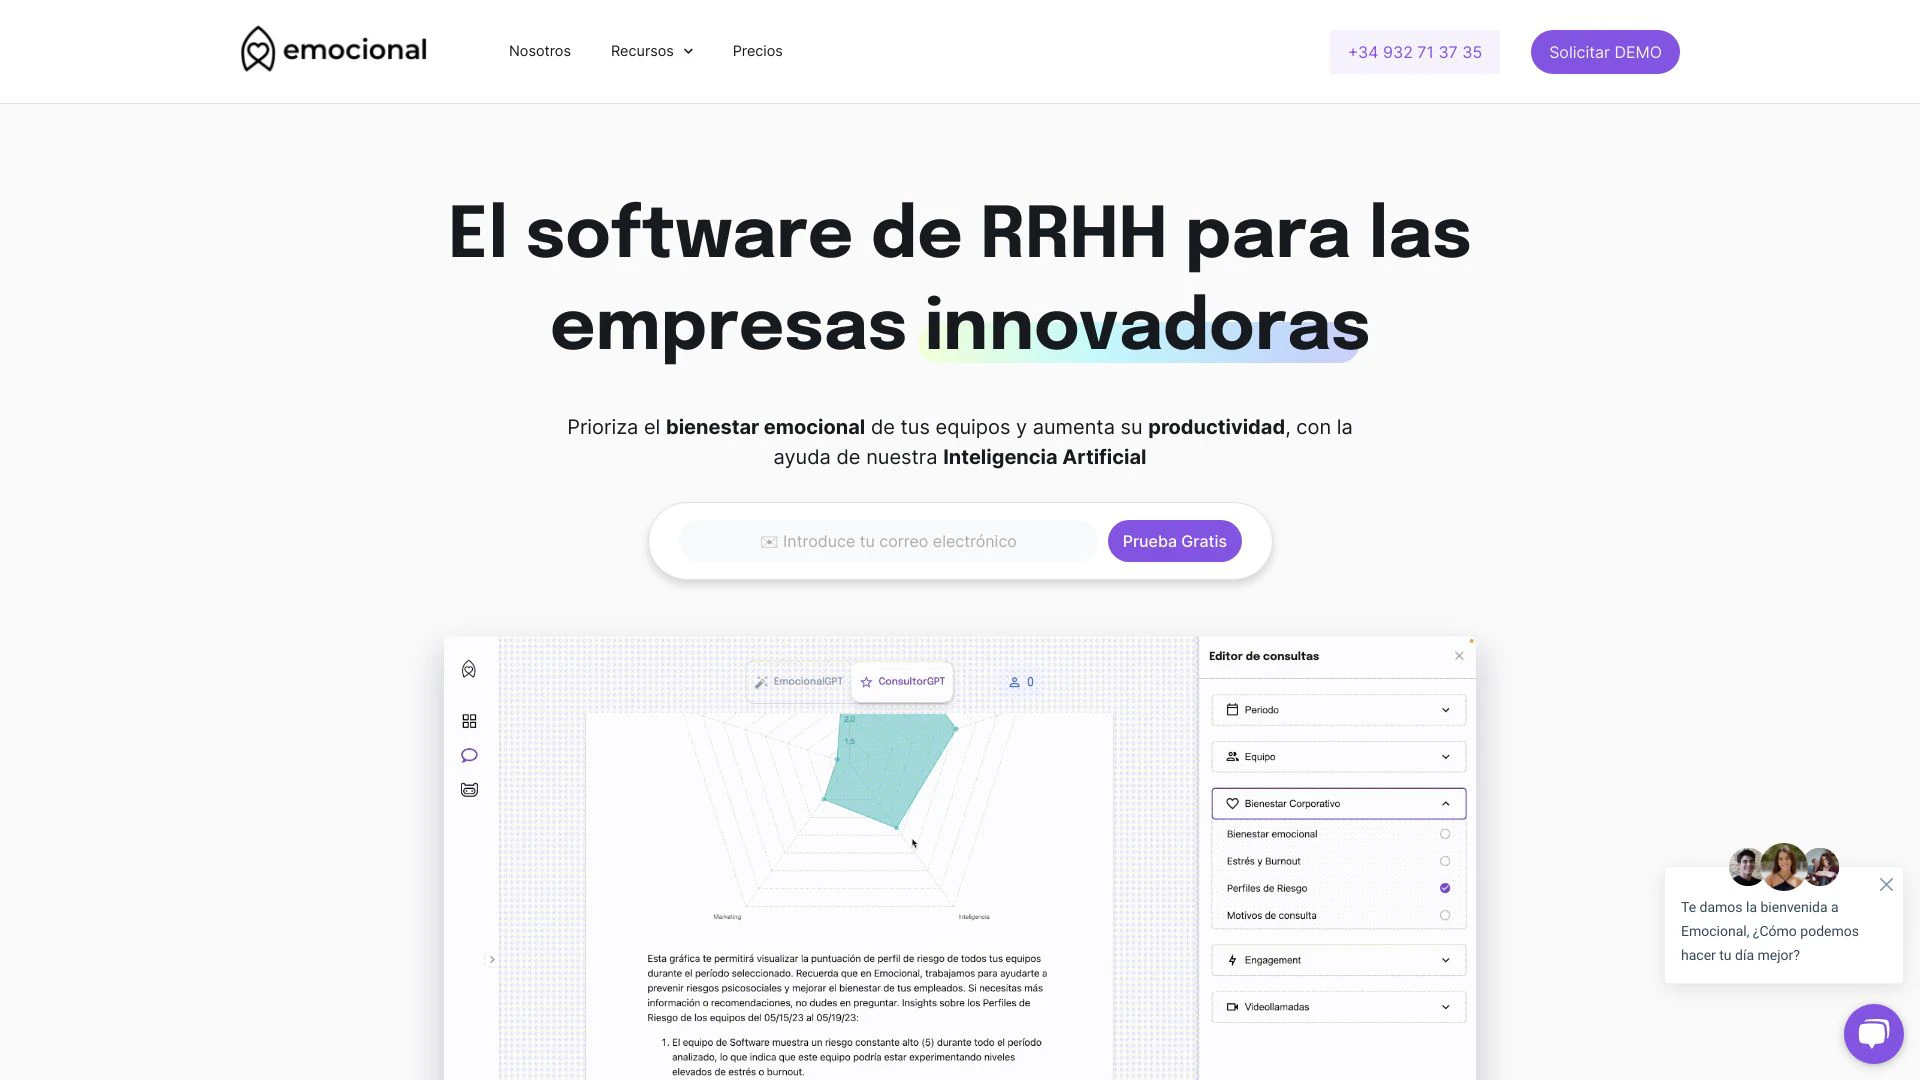 emocional
Nosotros
Recursos
Precios
+34 932 71 37 35
Solicitar DEMO
El software de RRHH para las
empresas innovadoras
Prioriza el bienestar emocional de tus equipos y aumenta su productividad, con la
ayuda de nuestra Inteligencia Artificial
Introduce tu correo electrónico
Prueba Gratis
EmocionalGPT
ConsultorGPT
0
2,0
1,5
Marketing
Inteligencia
Esta gráfica te permitirá visualizar la puntuación de perfil de riesgo de todos tus equipos
durante el período seleccionado. Recuerda que en Emocional, trabajamos para ayudarte a
prevenir riesgos psicosociales y mejorar el bienestar de tus empleados. Si necesitas más
información o recomendaciones, no dudes en preguntar. Insights sobre los Perfiles de
Riesgo de los equipos del 05/15/23 al 05/19/23:
1. El equipo de Software muestra un riesgo constante alto (5) durante todo el período
analizado, lo que indica que este equipo podría estar experimentando niveles
elevados de estrés o burnout.
Editor de consultas
Periodo
Equipo
Bienestar Corporativo
Bienestar emocional
Estrés y Burnout
Perfiles de Riesgo
Motivos de consulta
Engagement
Videollamadas
Te damos la bienvenida a
Emocional, ¿Cómo podemos
hacer tu día mejor?